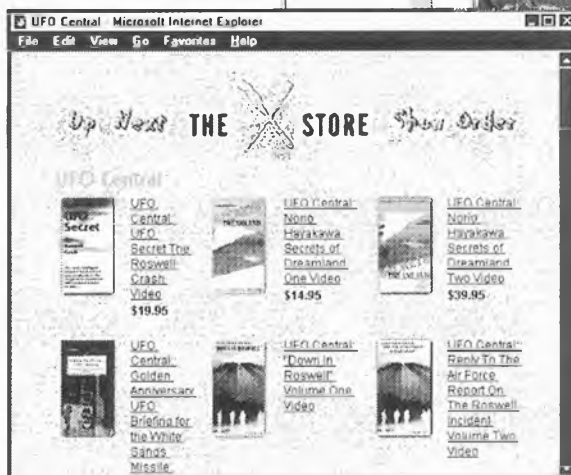 UFO Central - Microsoft Internet Explorer
File Edit View Go Favorites Help
Up Next THE X STORE Show Order
UFO Central
UFO
Central:
UFO
Secret The
Roswell
Crash
Video
$19.95
UFO Central:
Norio
Hayakawa
Secrets of
Dreamland
One Video
$14.95
UFO Central:
Norio
Hayakawa
Secrets of
Dreamland
Two Video
$39.95
UFO
Central:
Golden
Anniversary
UFO
Briefing for
the White
Sands
Missile
UFO Central:
"Down In
Roswell"
Volume One
Video
UFO Central:
Reply To The
Air Force
Report On
The Roswell
Incident
Volume Two
Video
UFO
Secret